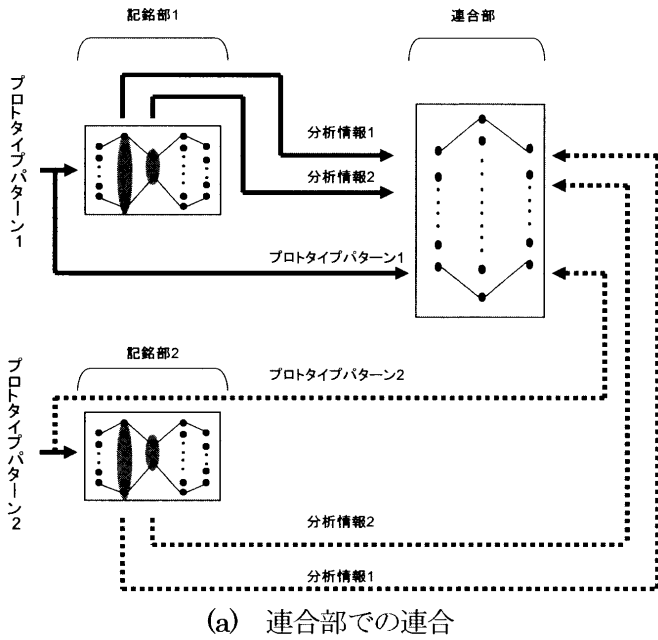 記銘部1
連合部
プロトタイプパターン1
分析情報1
分析情報2
プロトタイプパターン1
記銘部2
プロトタイプパターン2
プロトタイプパターン2
分析情報2
分析情報1
(a) 連合部での連合